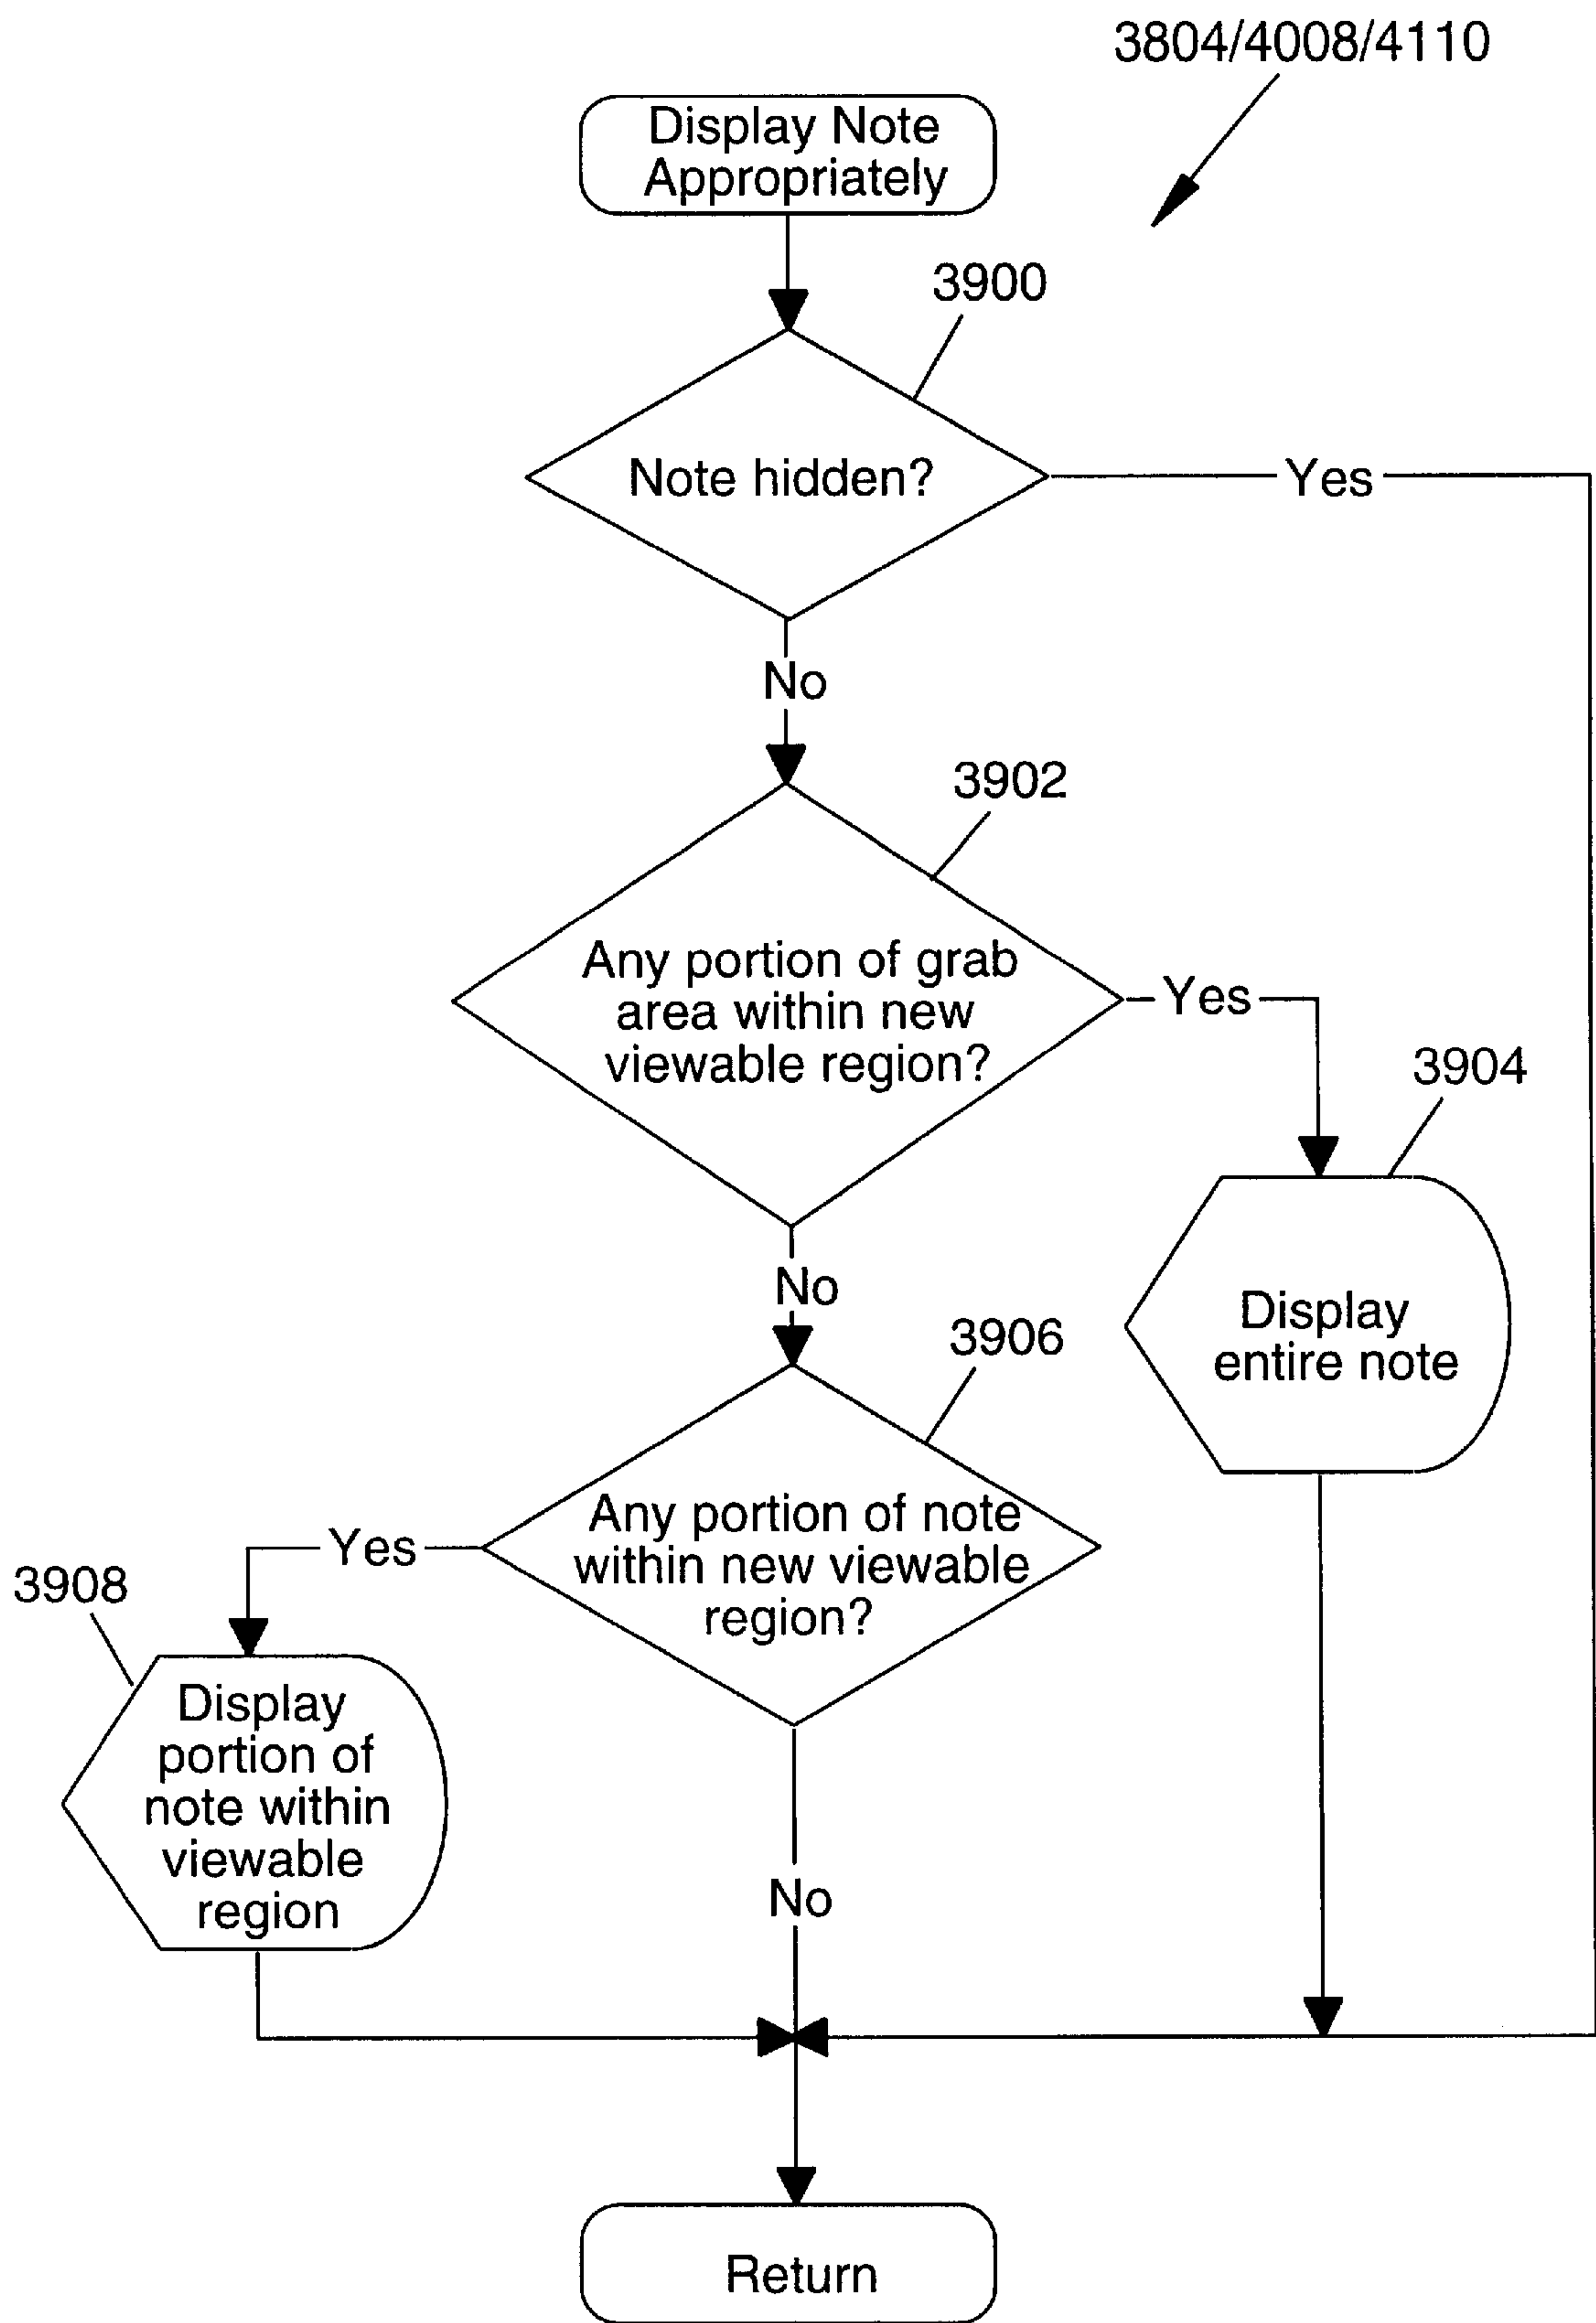 3804/4008/4110
Display Note
Appropriately
3900
Note hidden?
Yes
No
3902
Any portion of grab
area within new
viewable region?
Yes
3904
Display
entire note
No
3906
Any portion of note
within new viewable
region?
Yes
3908
Display
portion of
note within
viewable
region
No
Return